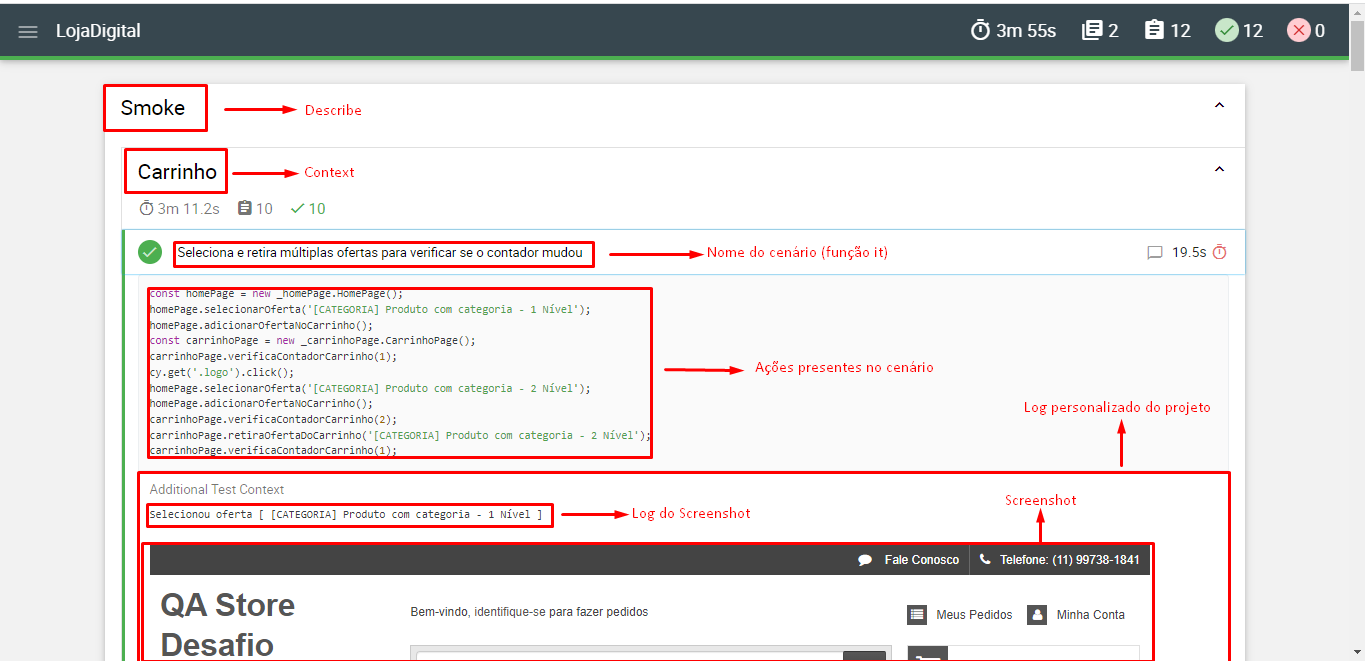 LojaDigital 3m 55s 2 12 12 0
Smoke Describe
Carrinho Context
3m 11.2s 10 10
Seleciona e retira múltiplas ofertas para verificar se o contador mudou Nome do cenário (função it) 19.5s
const homePage = new _homePage.HomePage();
homePage.selecionarOferta('[CATEGORIA] Produto com categoria - 1 Nível');
homePage.adicionarOfertaNoCarrinho();
const carrinhoPage = new _carrinhoPage.CarrinhoPage();
carrinhoPage.verificaContadorCarrinho(1);
cy.get('.logo').click();
homePage.selecionarOferta('[CATEGORIA] Produto com categoria - 2 Nível');
homePage.adicionarOfertaNoCarrinho();
carrinhoPage.verificaContadorCarrinho(2);
carrinhoPage.retiraOfertaDoCarrinho('[CATEGORIA] Produto com categoria - 2 Nível');
carrinhoPage.verificaContadorCarrinho(1);
Ações presentes no cenário
Log personalizado do projeto
Additional Test Context
Selecionou oferta [ [CATEGORIA] Produto com categoria - 1 Nível ] Log do Screenshot
Screenshot
Fale Conosco Telefone: (11) 99738-1841
QA Store
Desafio
Bem-vindo, identifique-se para fazer pedidos
Meus Pedidos Minha Conta